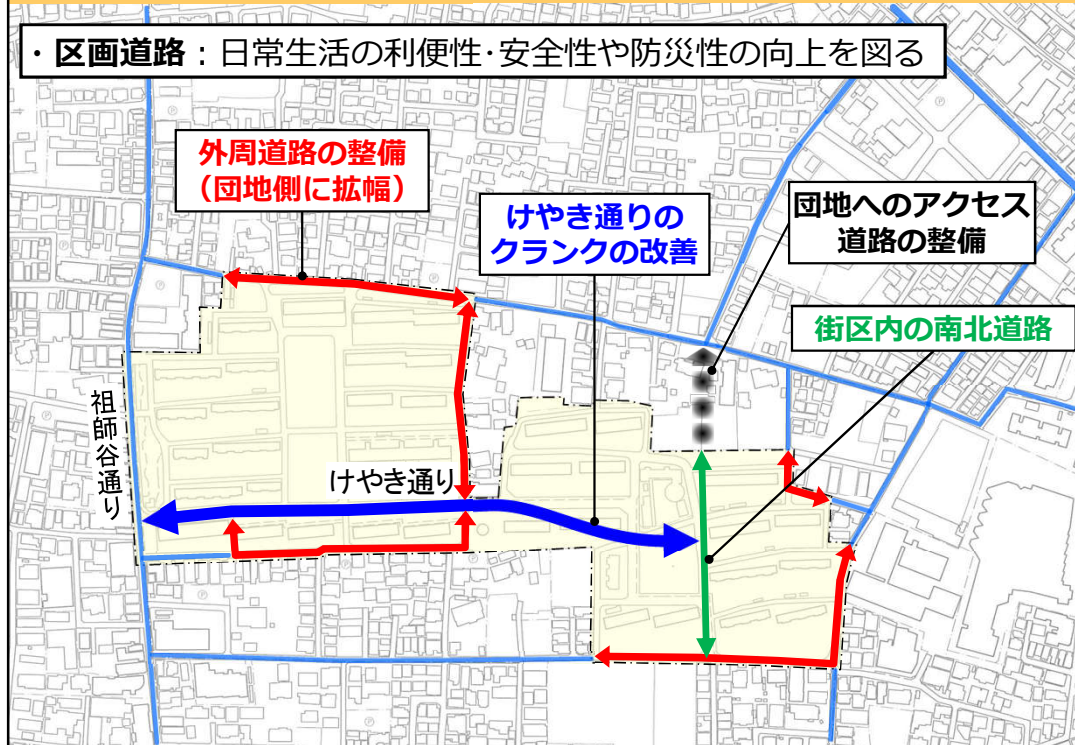 ・区画道路：日常生活の利便性･安全性や防災性の向上を図る
外周道路の整備
（団地側に拡幅）
けやき通りの
クランクの改善
団地へのアクセス
道路の整備
街区内の南北道路
祖師谷通り
けやき通り